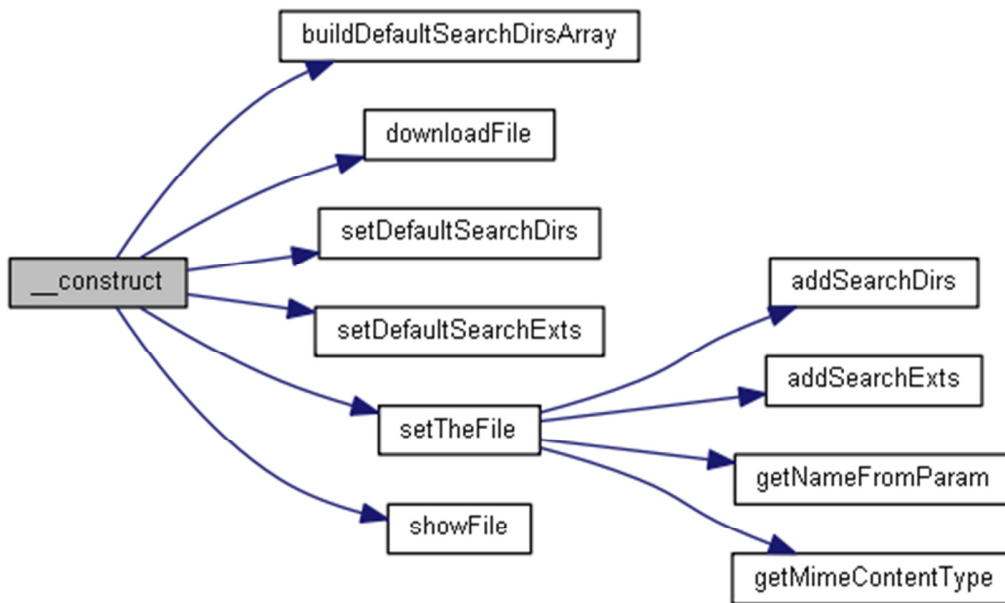 buildDefaultSearchDirsArray
downloadFile
setDefaultSearchDirs
__construct
addSearchDirs
setDefaultSearchExts
addSearchExts
setTheFile
getNameFromParam
showFile
getMimeContentType